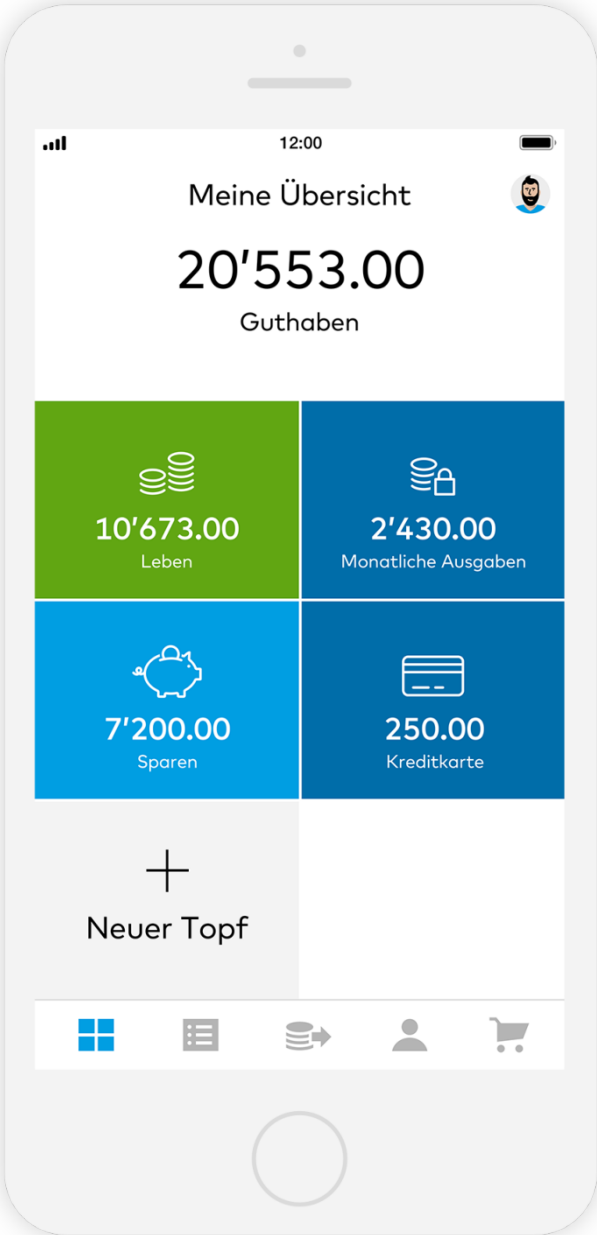 12:00
Meine Übersicht
20'553.00
Guthaben
10'673.00
Leben
2'430.00
Monatliche Ausgaben
7'200.00
Sparen
250.00
Kreditkarte
Neuer Topf